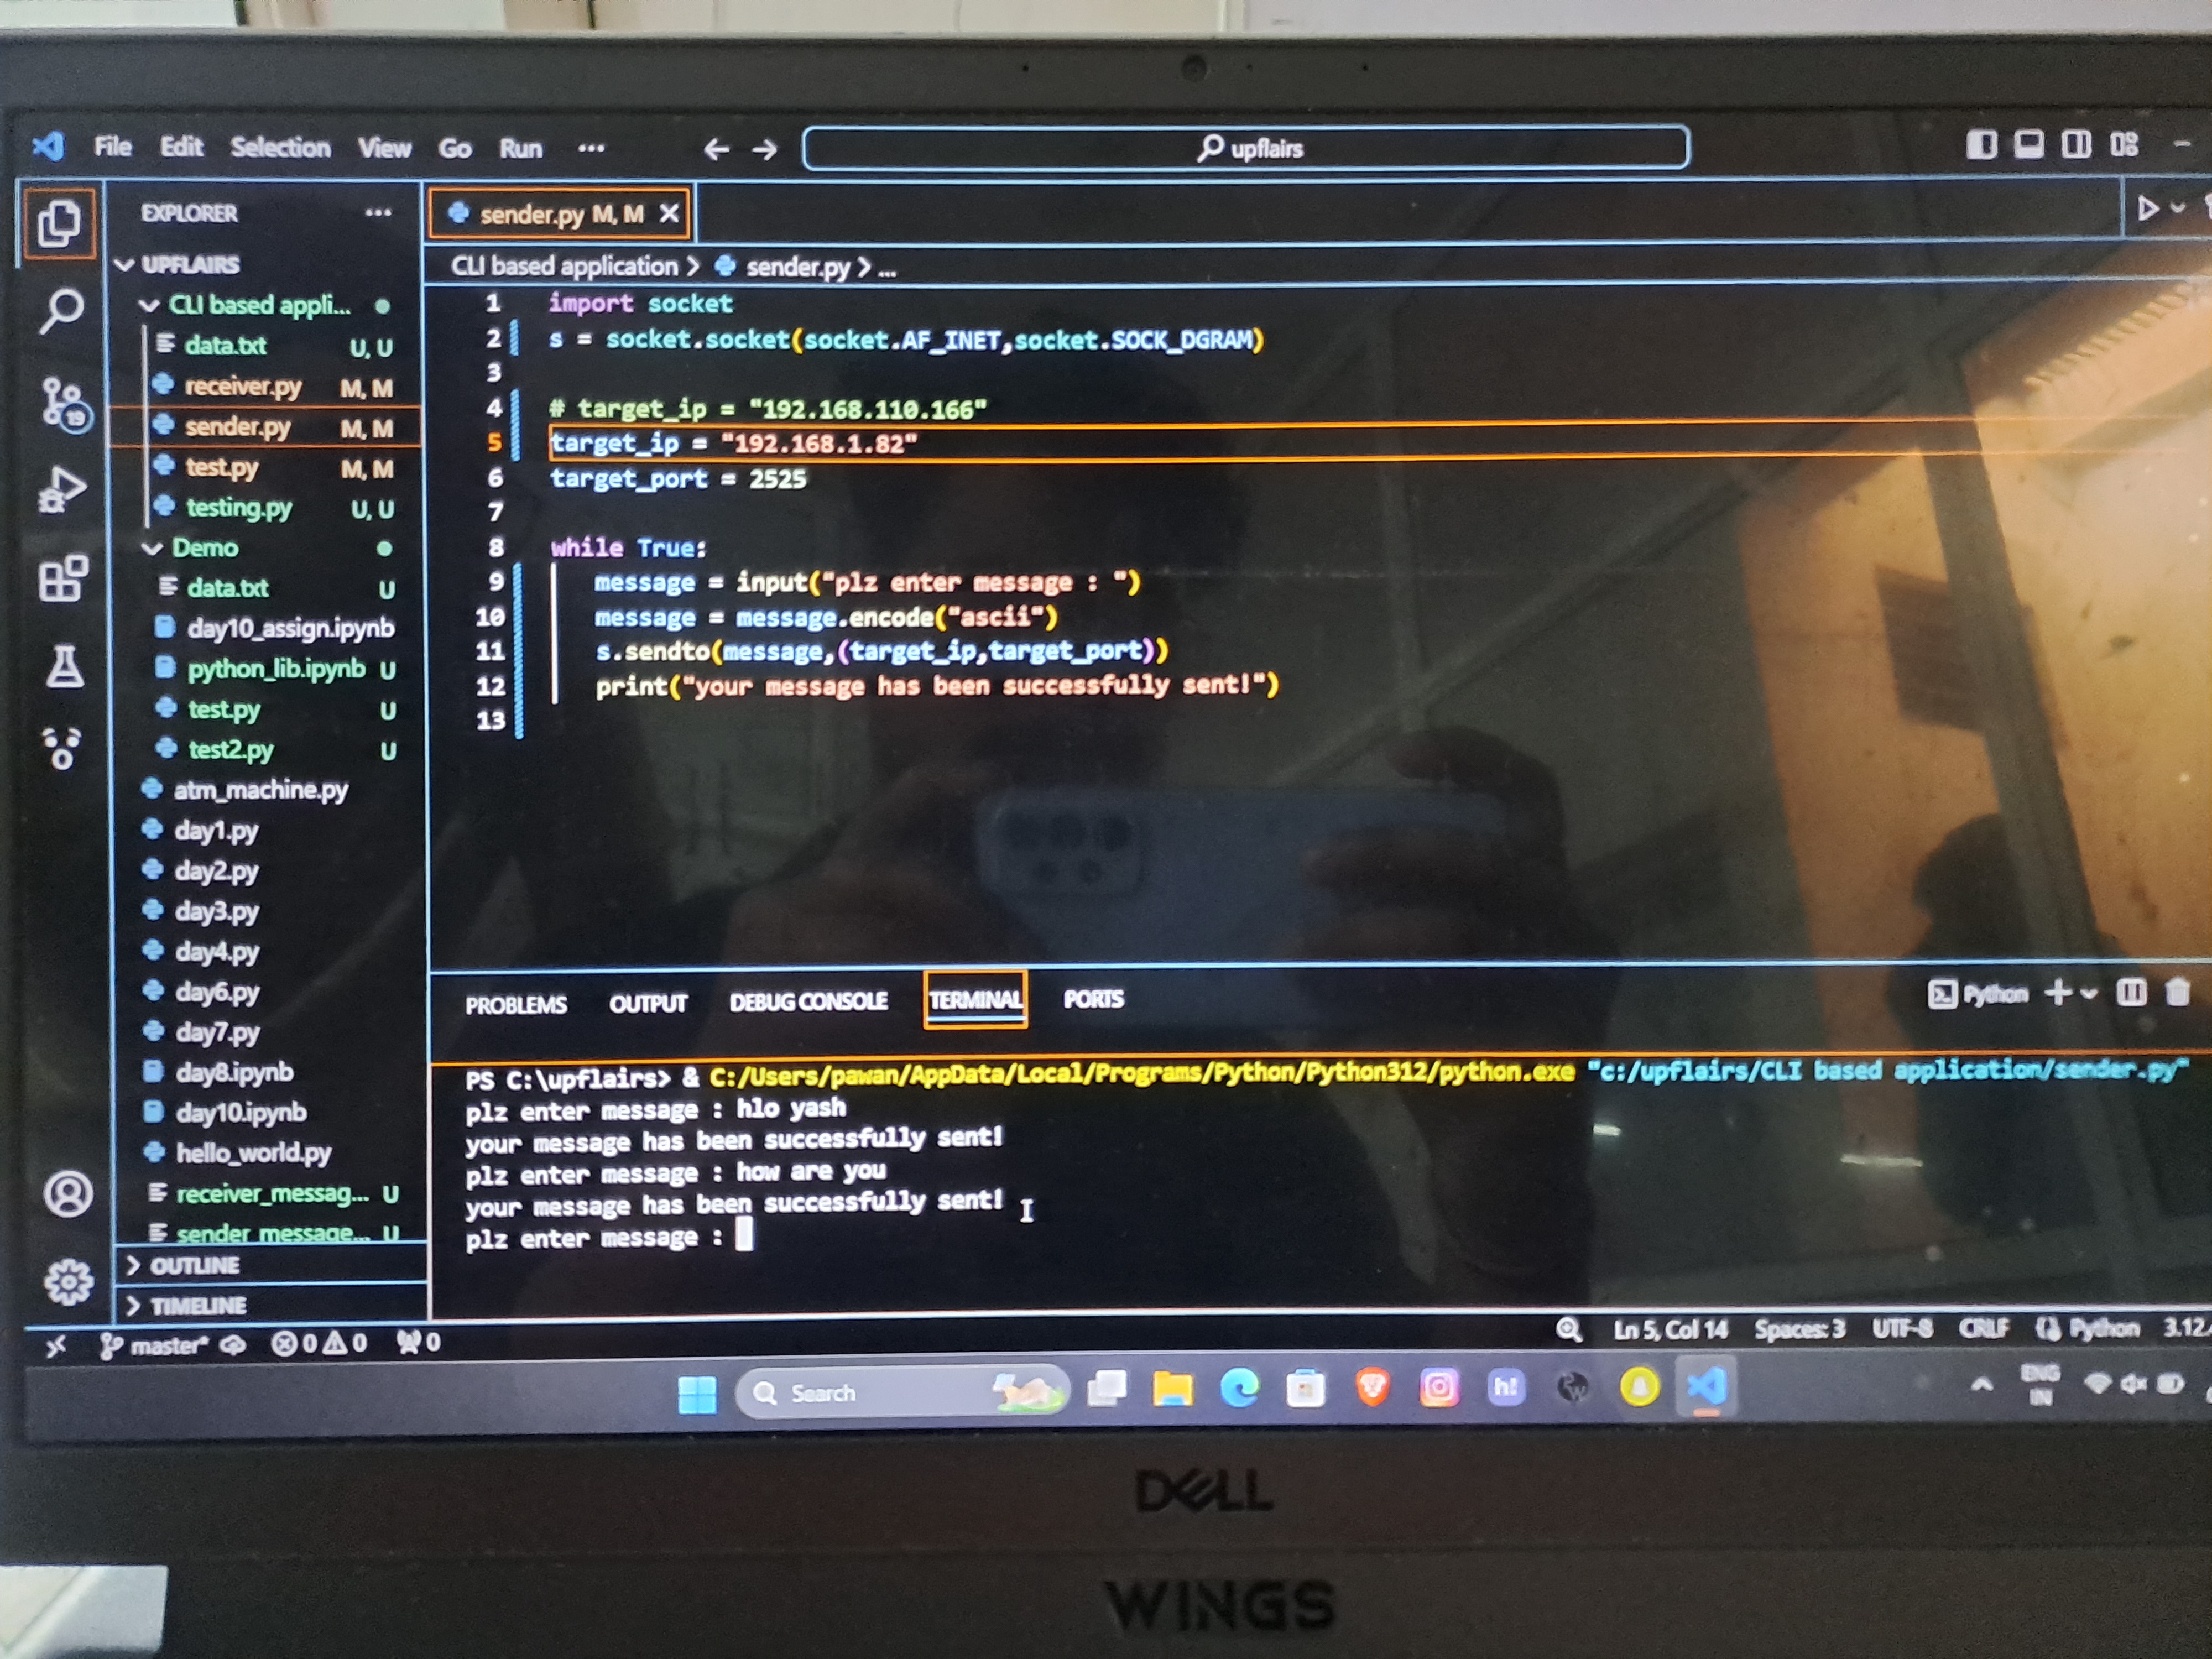 File Edit Selection View Go Run ...
upflairs
EXPLORER ...
UPFLAIRS
CLI based appli...
data.txt U, U
receiver.py M, M
sender.py M, M
test.py M, M
testing.py U, U
Demo
data.txt U
day10_assign.ipynb
python_lib.ipynb U
test.py U
test2.py U
atm_machine.py
day1.py
day2.py
day3.py
day4.py
day6.py
day7.py
day8.ipynb
day10.ipynb
hello_world.py
receiver_messag... U
sender_message... U
OUTLINE
TIMELINE
19
sender.py M, M
CLI based application > sender.py > ...
1 import socket
2 s = socket.socket(socket.AF_INET,socket.SOCK_DGRAM)
3
4 # target_ip = "192.168.110.166"
5 target_ip = "192.168.1.82"
6 target_port = 2525
7
8 while True:
9 message = input("plz enter message : ")
10 message = message.encode("ascii")
11 s.sendto(message,(target_ip,target_port))
12 print("your message has been successfully sent!")
13
PROBLEMS OUTPUT DEBUG CONSOLE TERMINAL PORTS
Python
PS C:\upflairs> & C:/Users/pawan/AppData/Local/Programs/Python/Python312/python.exe "c:/upflairs/CLI based application/sender.py"
plz enter message : hlo yash
your message has been successfully sent!
plz enter message : how are you
your message has been successfully sent!
plz enter message :
master* 0 0 0
Ln 5, Col 14 Spaces: 3 UTF-8 CRLF Python 3.12.
Search
h!
ENG
IN
DELL
WINGS